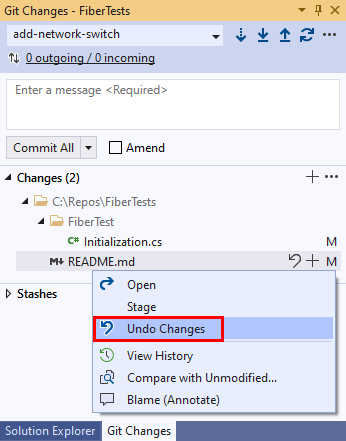 Git Changes - FiberTests
add-network-switch
0 outgoing / 0 incoming
Enter a message <Required>
Commit All
Amend
Changes (2)
C:\Repos\FiberTests
FiberTest
C# Initialization.cs M
M↓ README.md M
Stashes
Open
Stage
Undo Changes
View History
Compare with Unmodified...
Blame (Annotate)
Solution Explorer Git Changes